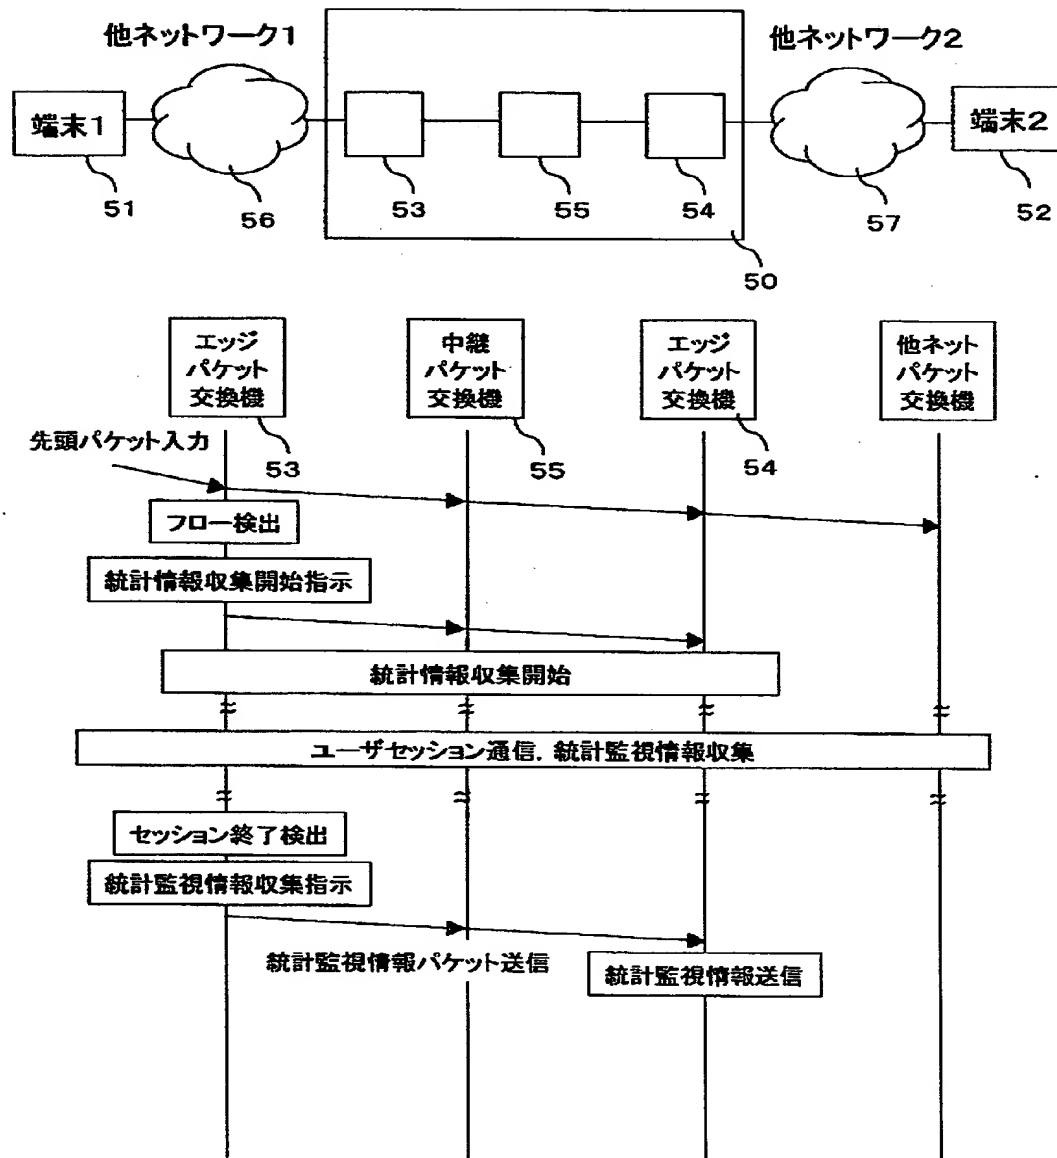 他ネットワーク1
他ネットワーク2
端末1
端末2
51
56
53
55
54
57
52
50
エッジ
パケット
交換機
中継
パケット
交換機
エッジ
パケット
交換機
他ネット
パケット
交換機
53
55
54
先頭パケット入力
フロー検出
統計情報収集開始指示
統計情報収集開始
ユーザセッション通信，統計監視情報収集
セッション終了検出
統計監視情報収集指示
統計監視情報パケット送信
統計監視情報送信